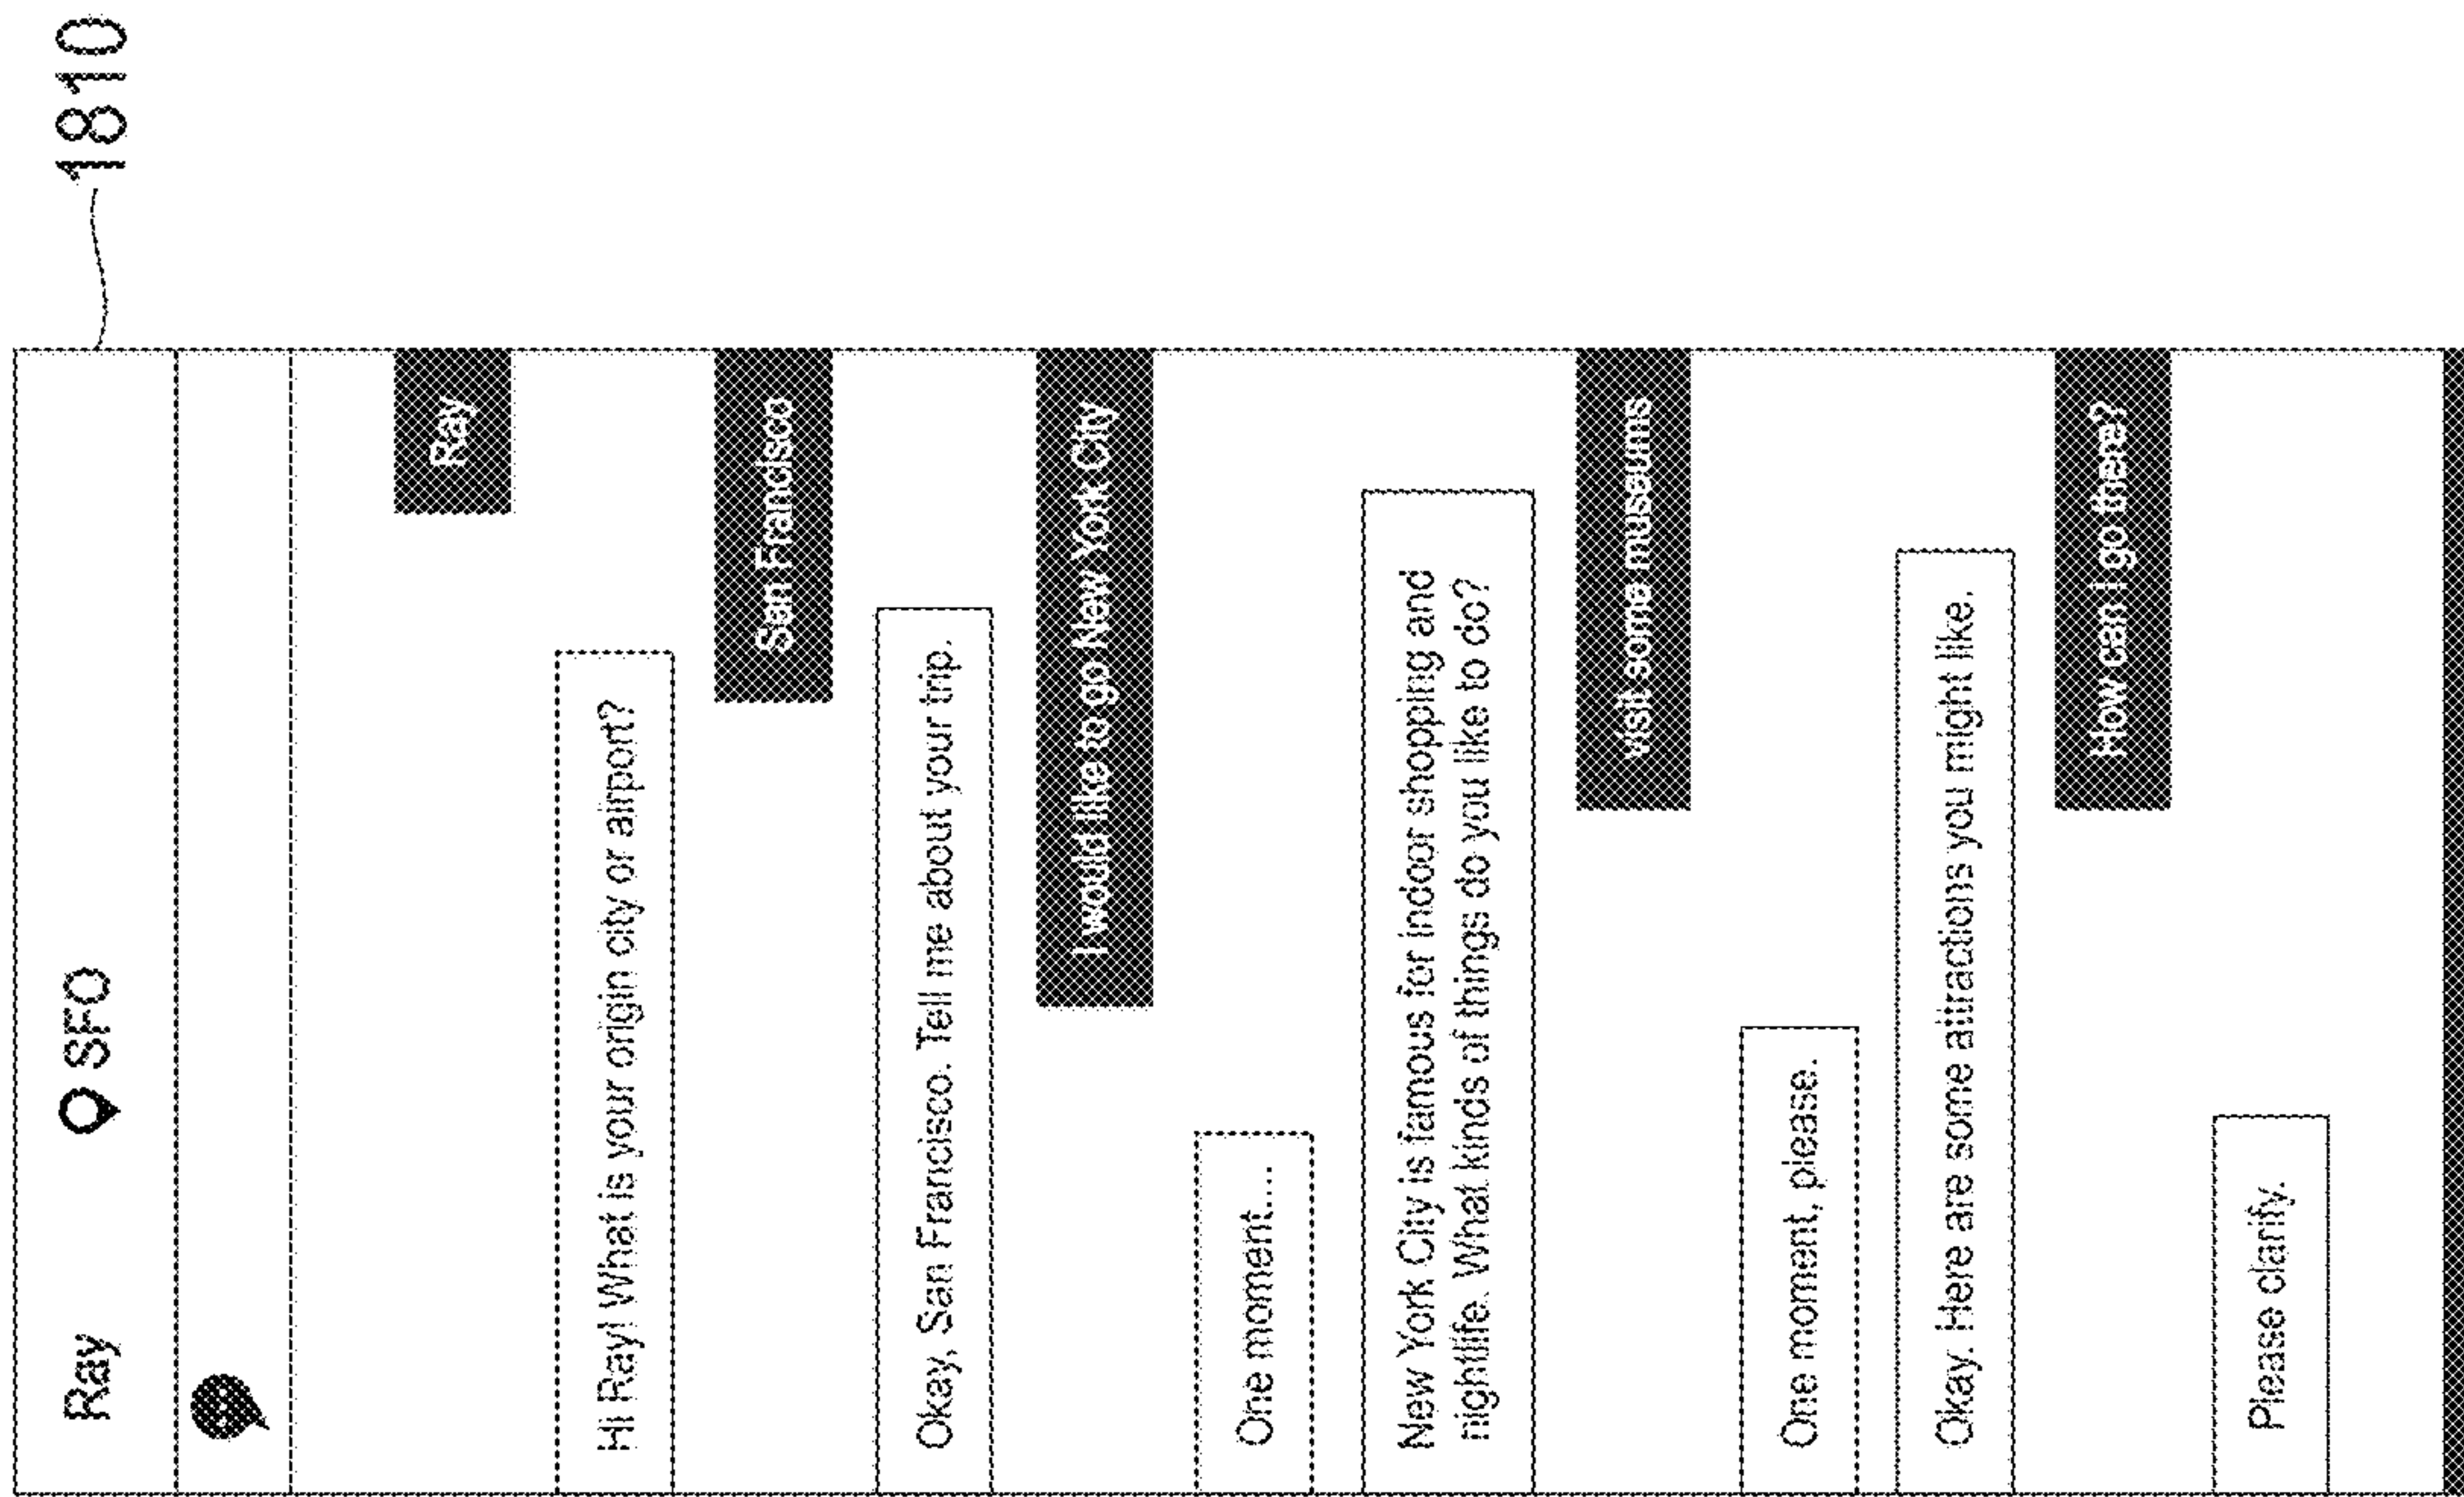 1810
Ray SFO
Ray
Hi Ray! What is your origin city or airport?
San Francisco
Okay, San Francisco. Tell me about your trip.
I would like to go New York City
One moment...
New York City is famous for indoor shopping and
nightlife. What kinds of things do you like to do?
visit some museums
One moment, please.
Okay. Here are some attractions you might like.
How can I go there?
Please clarify.